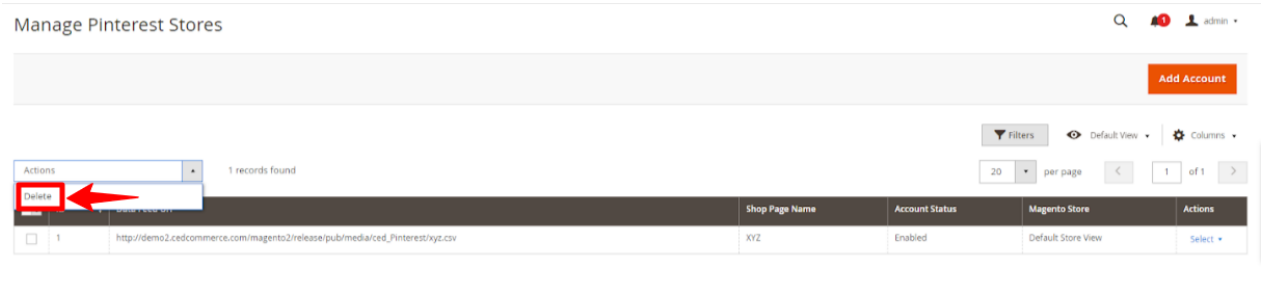 Manage Pinterest Stores
1
admin
Add Account
Filters
Default View
Columns
Actions
1 records found
20
per page
1
of 1
Delete
Shop Page Name
Account Status
Magento Store
Actions
1
http://demo2.cedcommerce.com/magento2/release/pub/media/ced_Pinterest/xyz.csv
XYZ
Enabled
Default Store View
Select